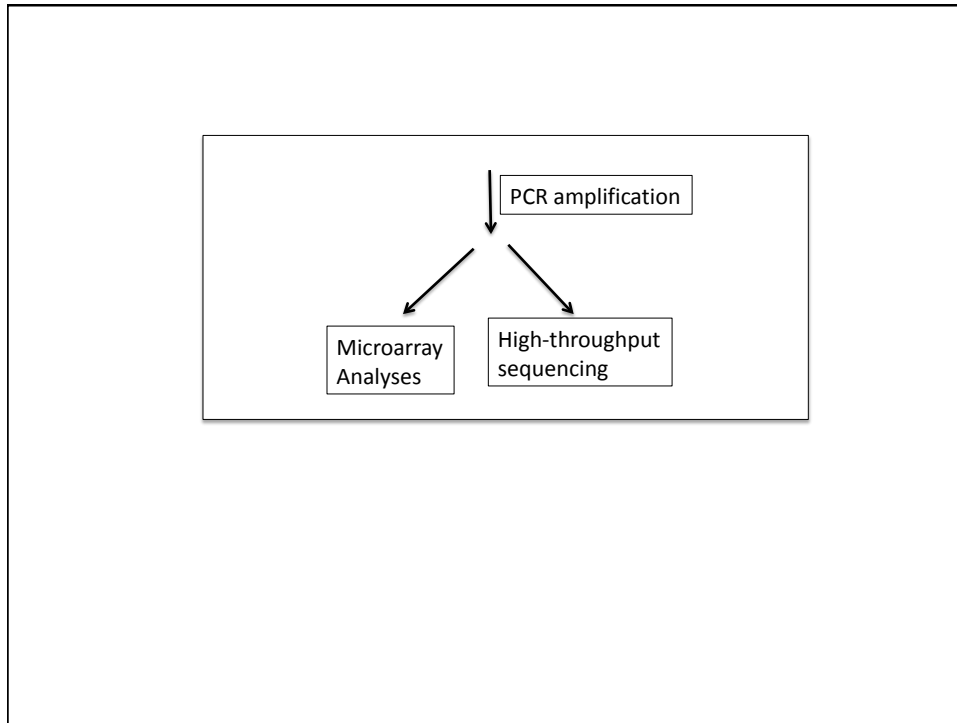 PCR amplification
Microarray
Analyses
High-throughput
sequencing